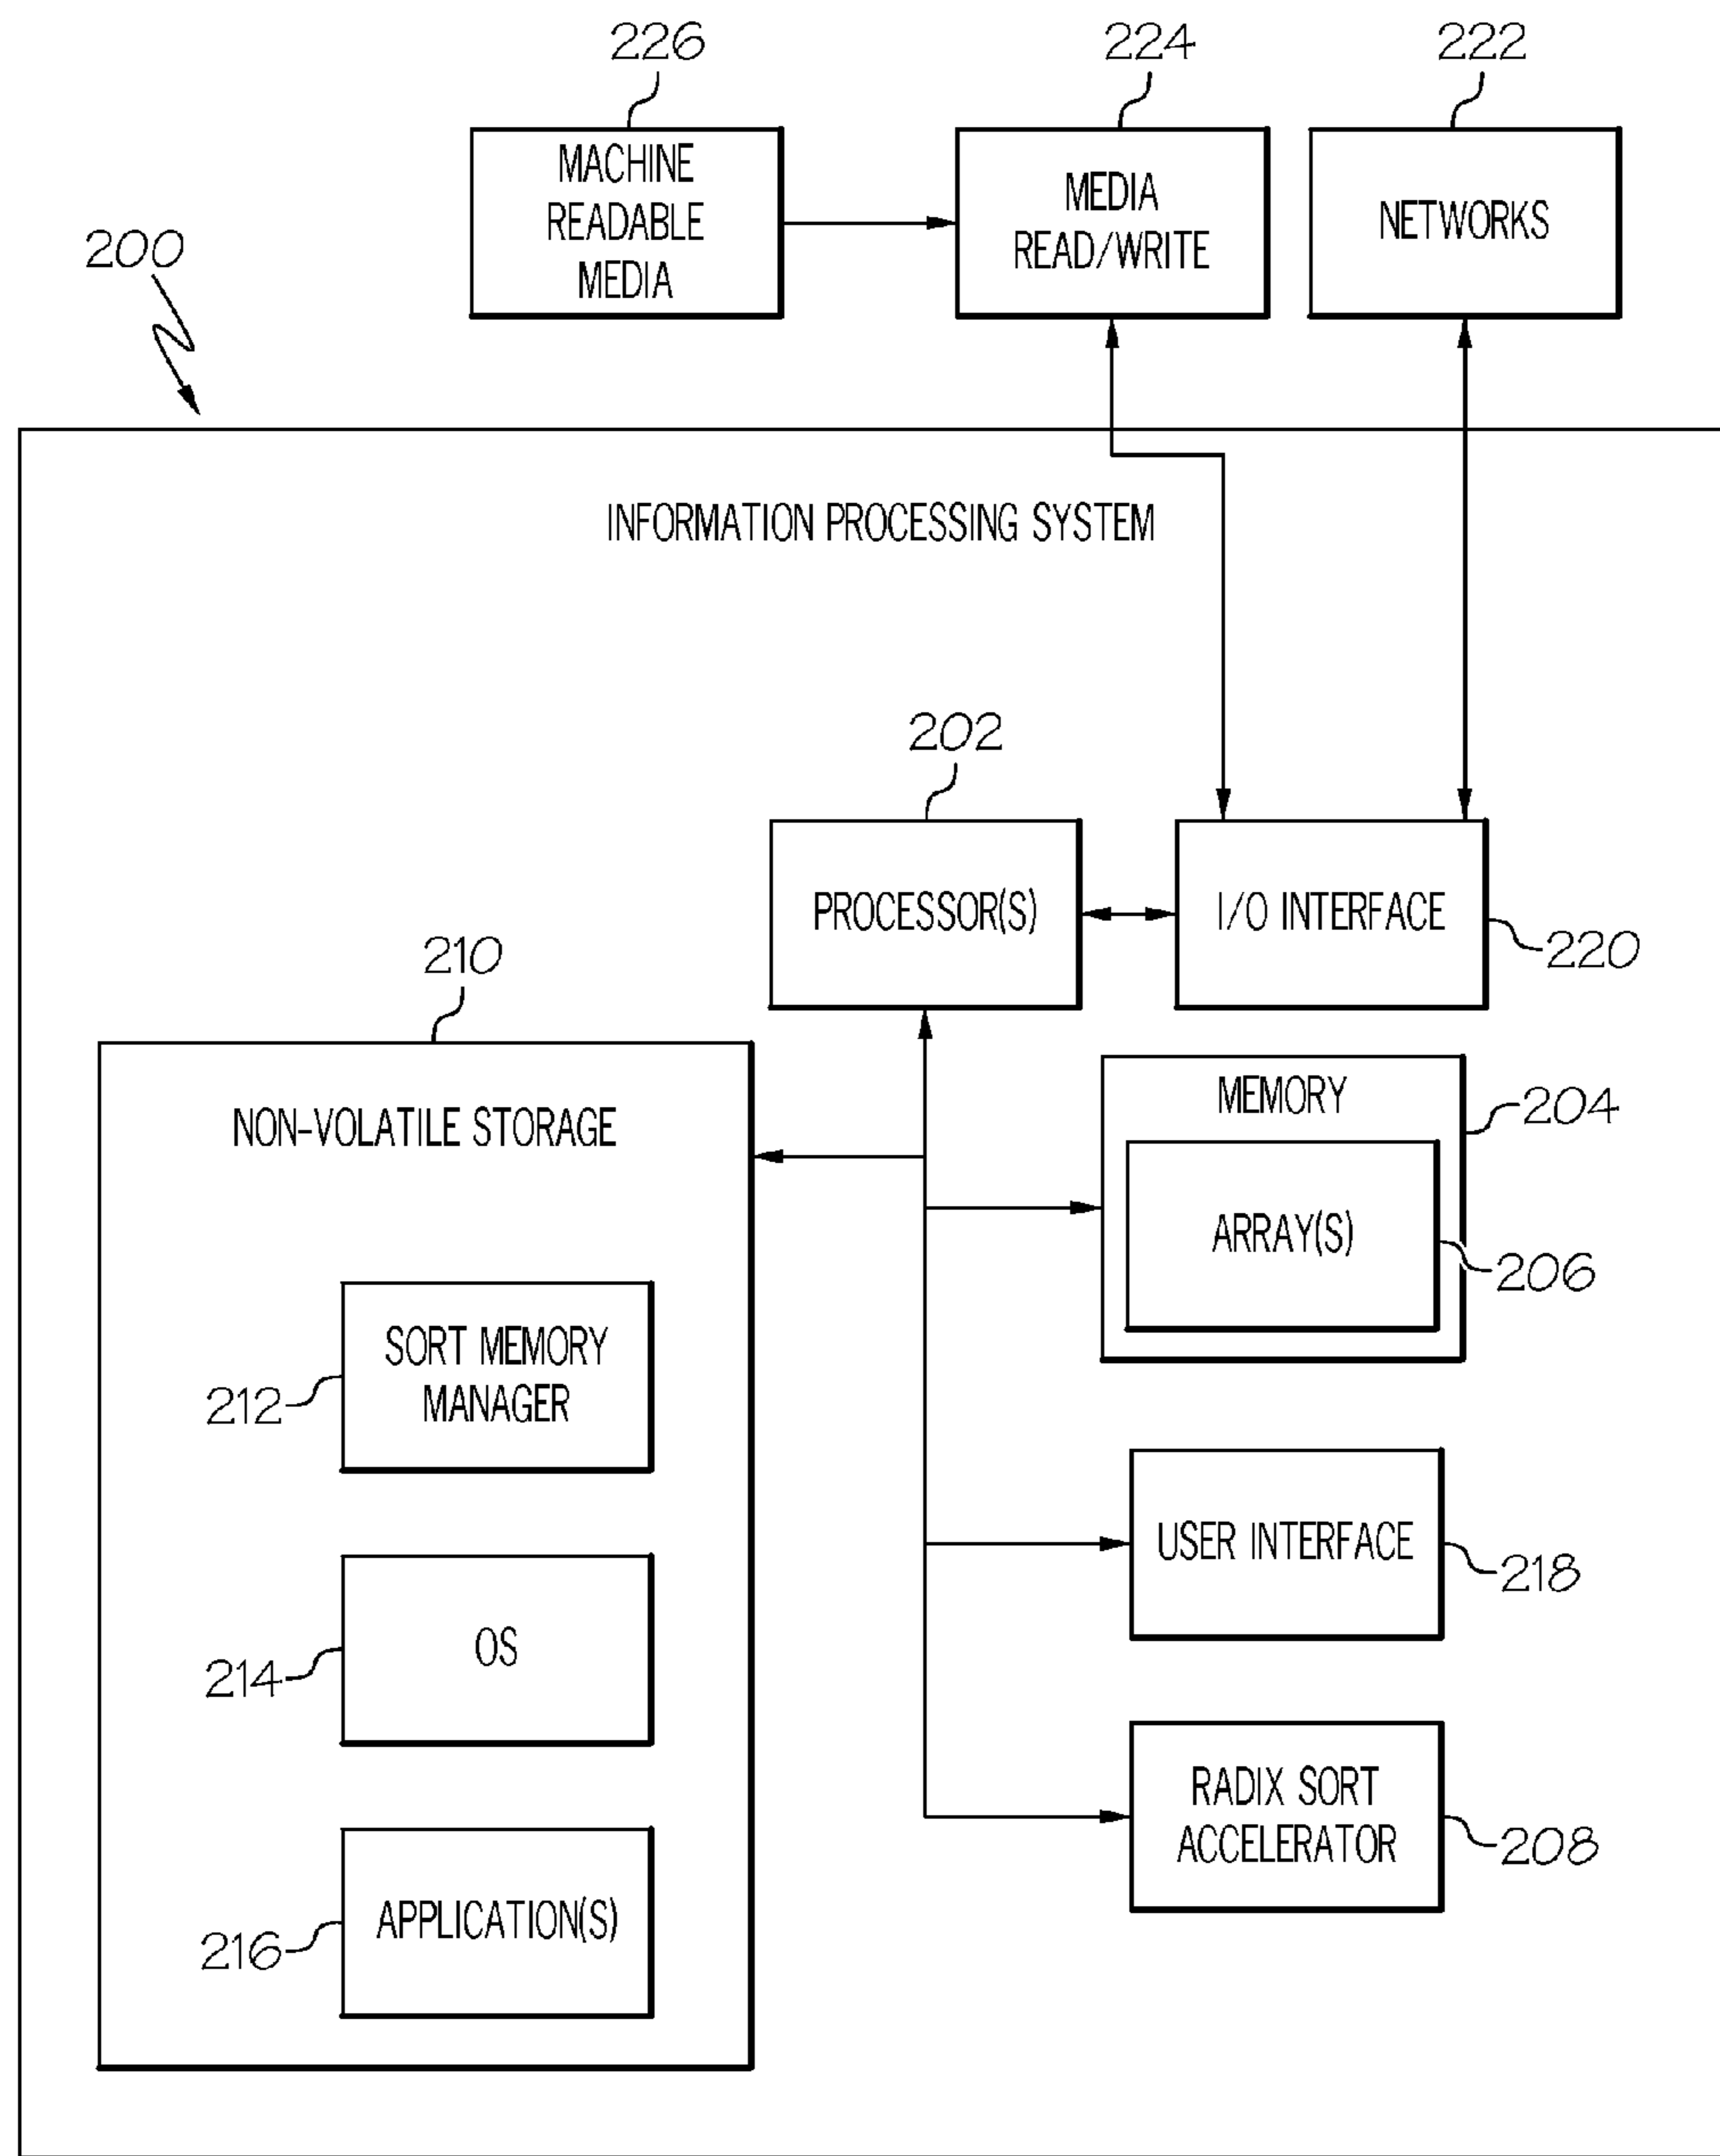 226
224
222
MACHINE
READABLE
MEDIA
MEDIA
READ/WRITE
NETWORKS
200
INFORMATION PROCESSING SYSTEM
202
PROCESSOR(S)
I/O INTERFACE
220
210
NON-VOLATILE STORAGE
MEMORY
204
ARRAY(S)
206
SORT MEMORY
MANAGER
212
USER INTERFACE
218
OS
214
RADIX SORT
ACCELERATOR
208
APPLICATION(S)
216